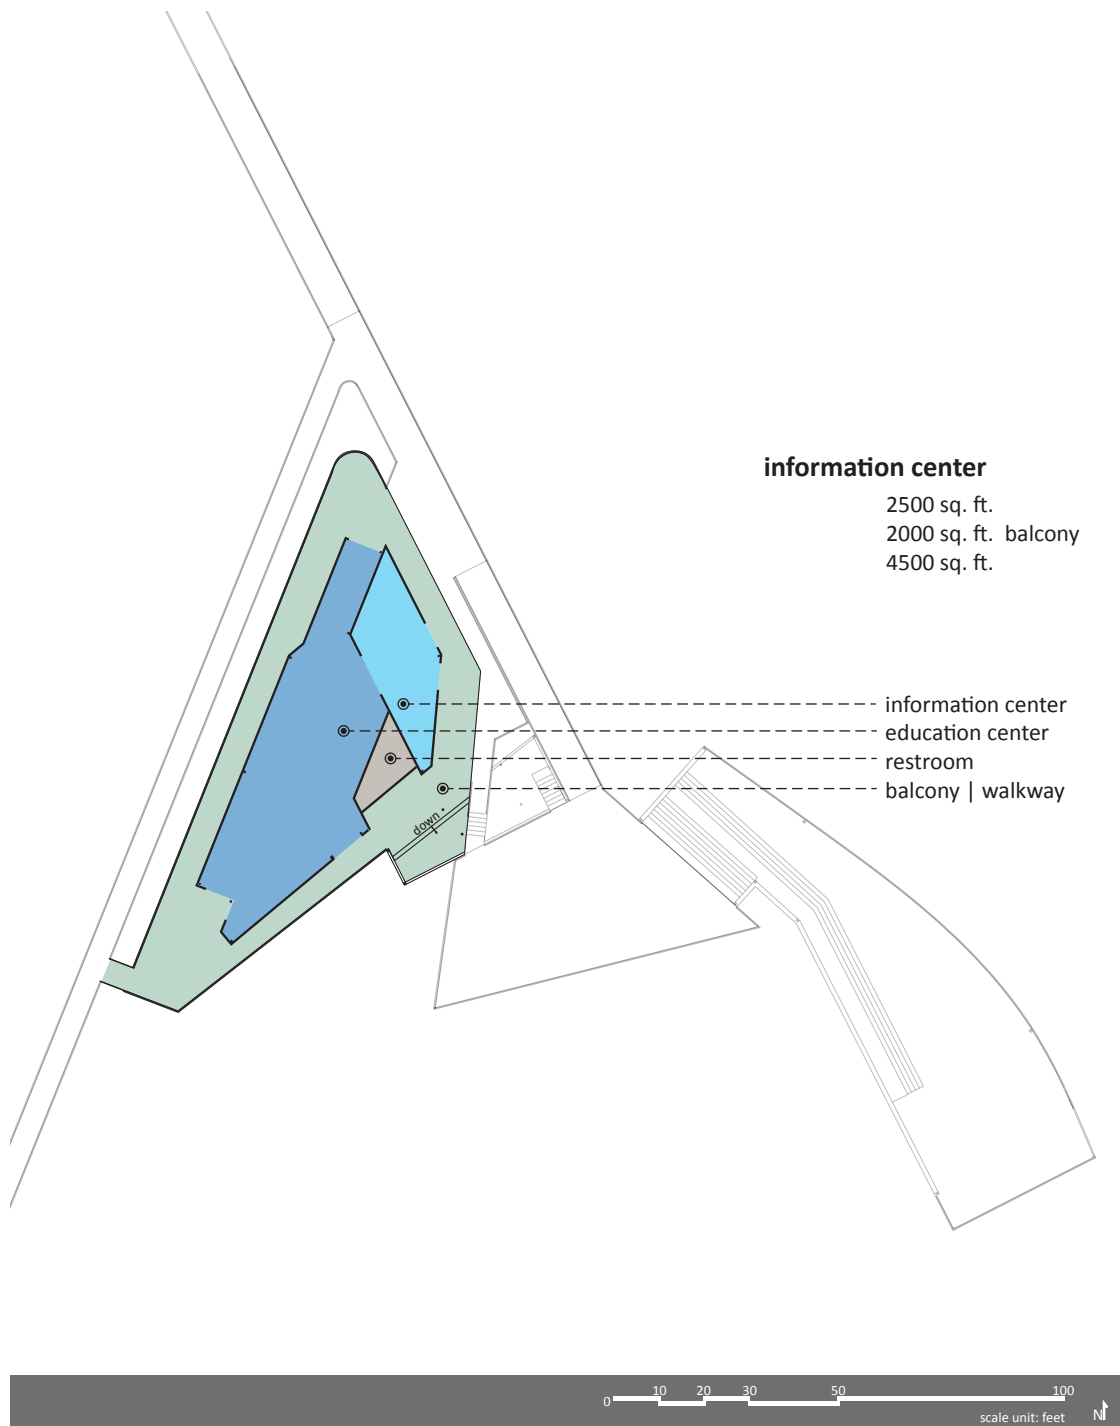 information center
2500 sq. ft.
2000 sq. ft. balcony
4500 sq. ft.
information center
education center
restroom
balcony | walkway
down
0 10 20 30 50 100
scale unit: feet
N